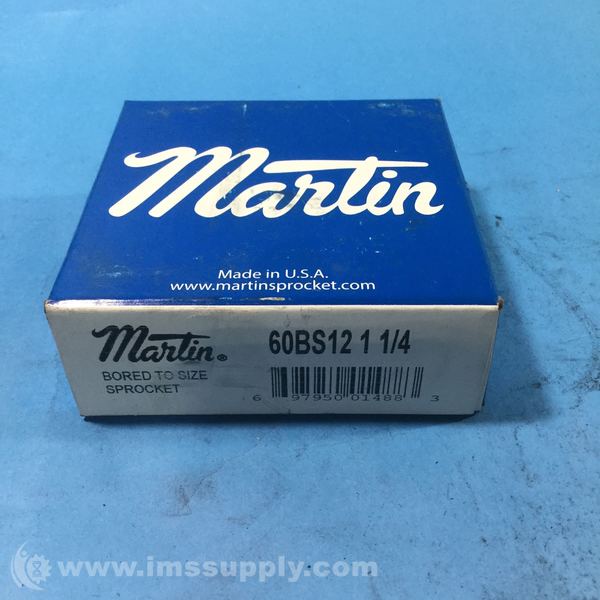 Martin
Made in U.S.A.
www.martinsprocket.com
Martin®
60BS12 1 1/4
BORED TO SIZE
SPROCKET
6 97950 01488 3
www.imssupply.com